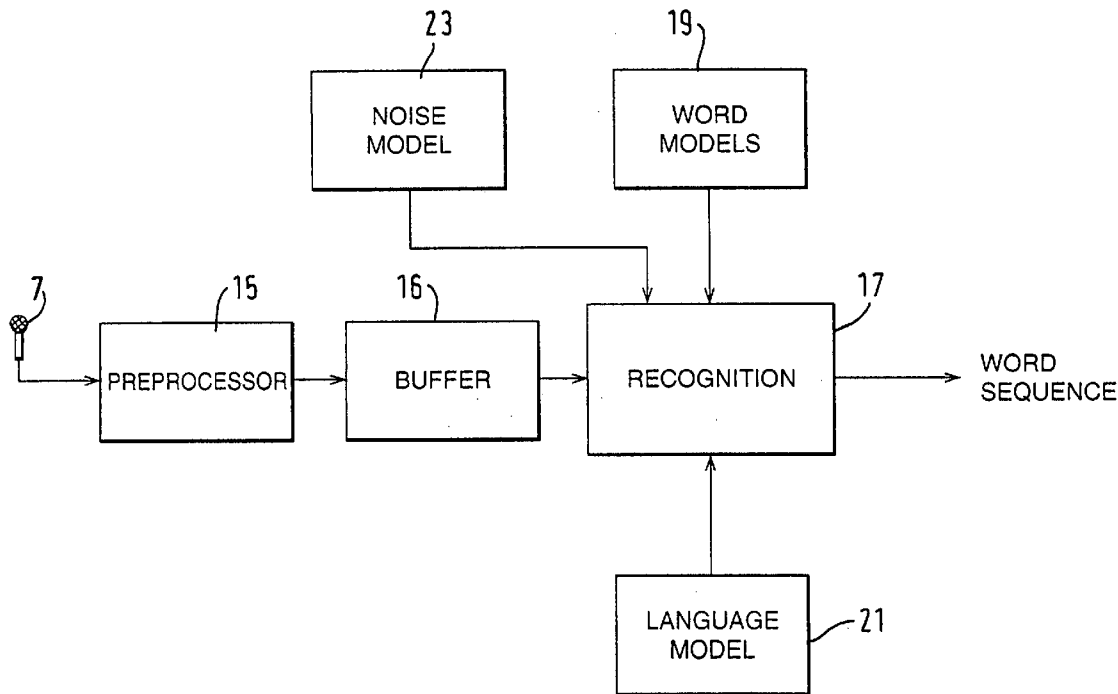 23
19
NOISE
MODEL
WORD
MODELS
7
15
16
17
PREPROCESSOR
BUFFER
RECOGNITION
WORD
SEQUENCE
LANGUAGE
MODEL
21